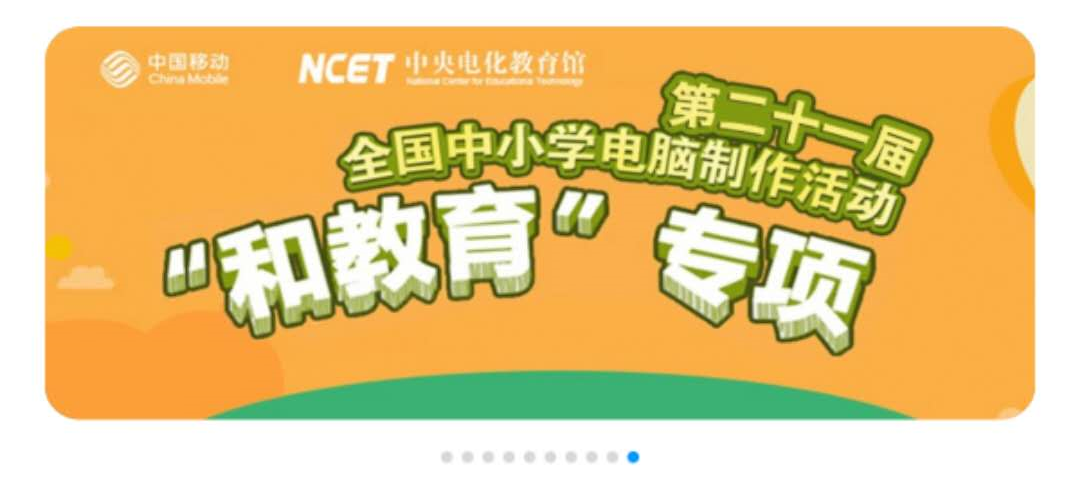 中国移动
China Mobile
NCET 中央电化教育馆
National Center for Educational Technology
第二十一届
全国中小学电脑制作活动
“和教育”专项